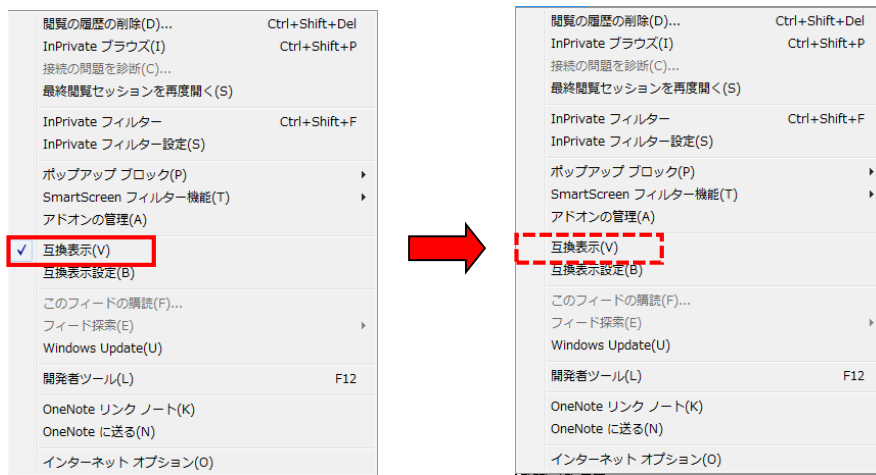 閲覧の履歴の削除(D)... Ctrl+Shift+Del
InPrivate ブラウズ(I) Ctrl+Shift+P
接続の問題を診断(C)...
最終閲覧セッションを再度開く(S)
InPrivate フィルター Ctrl+Shift+F
InPrivate フィルター設定(S)
ポップアップ ブロック(P)
SmartScreen フィルター機能(T)
アドオンの管理(A)
✓ 互換表示(V)
互換表示設定(B)
このフィードの購読(F)...
フィード探索(E)
Windows Update(U)
開発者ツール(L) F12
OneNote リンク ノート(K)
OneNote に送る(N)
インターネット オプション(O)
閲覧の履歴の削除(D)... Ctrl+Shift+Del
InPrivate ブラウズ(I) Ctrl+Shift+P
接続の問題を診断(C)...
最終閲覧セッションを再度開く(S)
InPrivate フィルター Ctrl+Shift+F
InPrivate フィルター設定(S)
ポップアップ ブロック(P)
SmartScreen フィルター機能(T)
アドオンの管理(A)
互換表示(V)
互換表示設定(B)
このフィードの購読(F)...
フィード探索(E)
Windows Update(U)
開発者ツール(L) F12
OneNote リンク ノート(K)
OneNote に送る(N)
インターネット オプション(O)